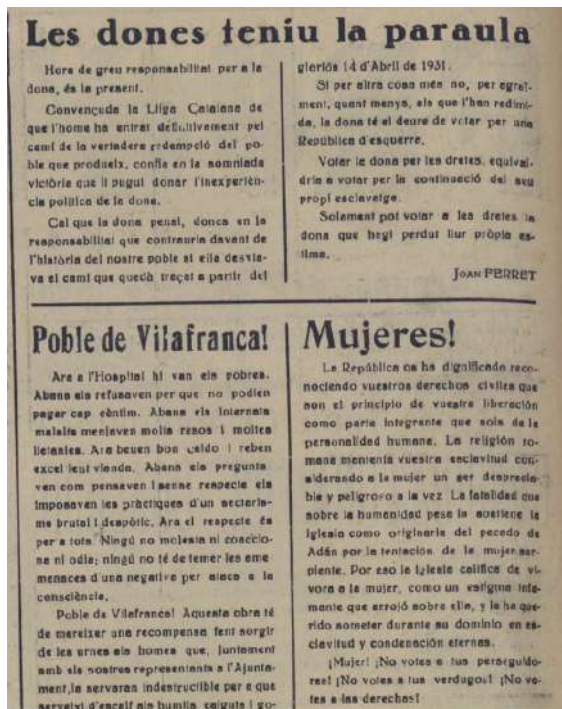 Les dones teniu la paraula
Hora de greu responsabilitat per a la
dona, és la present.
Convençuda la Lliga Catalana de
que l'home ha entrat definitivament pel
camí de la vertadera redempció del po-
ble que produeix, confia en la somniada
victòria que li pugui donar l'inexperièn-
cia política de la dona.
Cal que la dona pensi, doncs en la
responsabilitat que contrauria davant de
l'història del nostre poble si ella desvia-
va el camí que quedà traçat a partir del
gloriós 14 d'Abril de 1931.
Si per altra cosa més no, per agraï-
ment, quant menys, als que l'han redimi-
da, la dona té el deure de votar per una
República d'esquerre.
Votar la dona per les dretes, equival-
dria a votar per la continuació del seu
propi esclavatge.
Solament pot votar a les dretes la
dona que hagi perdut llur pròpia es-
tima.
JOAN FERRET
Poble de Vilafranca!
Ara a l'Hospital hi van els pobres.
Abans els refusaven per que no podien
pagar cap cèntim. Abans els internats
malalts menjaven molts resos i moltes
lletanies. Ara beuen bon caldo i reben
excel lent vianda. Abans els pregunta
ven com pensaven i sense respecte els
imposaven les pràctiques d'un sectaris-
me brutal i despòtic. Ara el respecte és
per a tots. Ningú no molesta ni coaccio-
na ni odia; ningú no té de temer les ame
menaces d'una negativa per atacs a la
consciència.
Poble de Vilafranca! Aquesta obra té
de mereixer una recompensa fent sorgir
de les urnes els homes que, juntament
amb els nostres representants a l'Ajunta-
ment, la servaran indestructible per a que
serveixi d'escalf als humils, caiguts i go-
Mujeres!
La República os ha dignificado reco-
nociendo vuestros derechos civiles que
son el principio de vuestra liberación
como parte integrante que sois de la
personalidad humana. La religión ro-
mana mentenía vuestra esclavitud con-
siderando a la mujer un ser desprecia-
ble y peligroso a la vez. La fatalidad que
sobre la humanidad pesa la sostiene la
Iglesia como originaria del pecado de
Adán por la tentación de la mujer ser-
piente. Por eso la Iglesia califica de ví-
vora a la mujer, como un estigma infa-
mante que arrojó sobre ella, y la ha que-
rido someter durante su dominio en es-
clavitud y condenación eternas.
¡Mujer! ¡No votes a tus perseguido-
res! ¡No votes a tus verdugos! ¡No vo-
tes a las derechas!